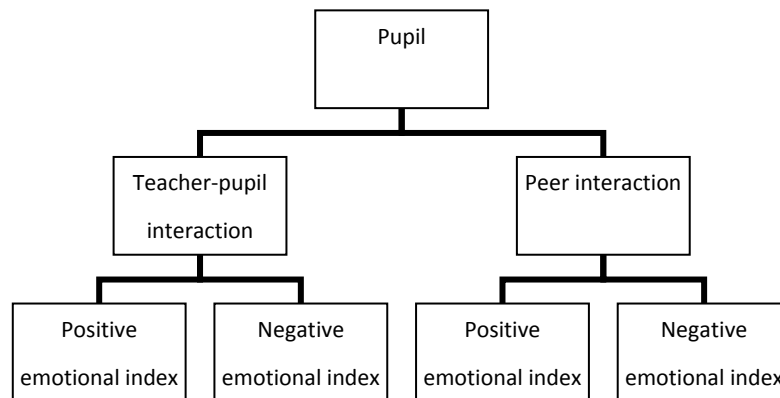 Pupil
Teacher-pupil
interaction
Peer interaction
Positive
emotional index
Negative
emotional index
Positive
emotional index
Negative
emotional index